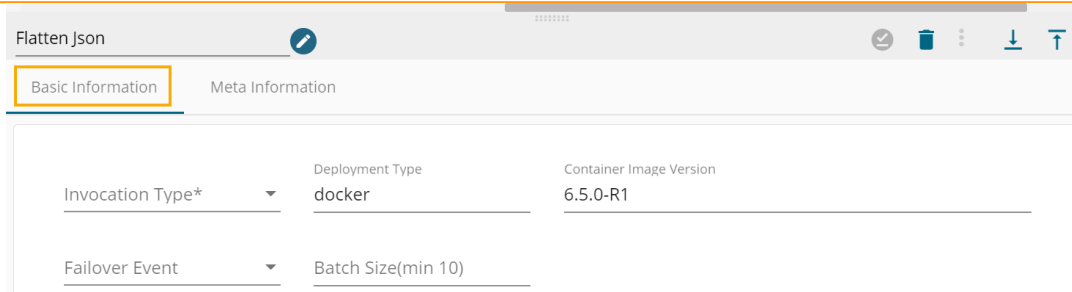 Flatten Json
Basic Information Meta Information
Deployment Type Container Image Version
Invocation Type* docker 6.5.0-R1
Failover Event Batch Size(min 10)